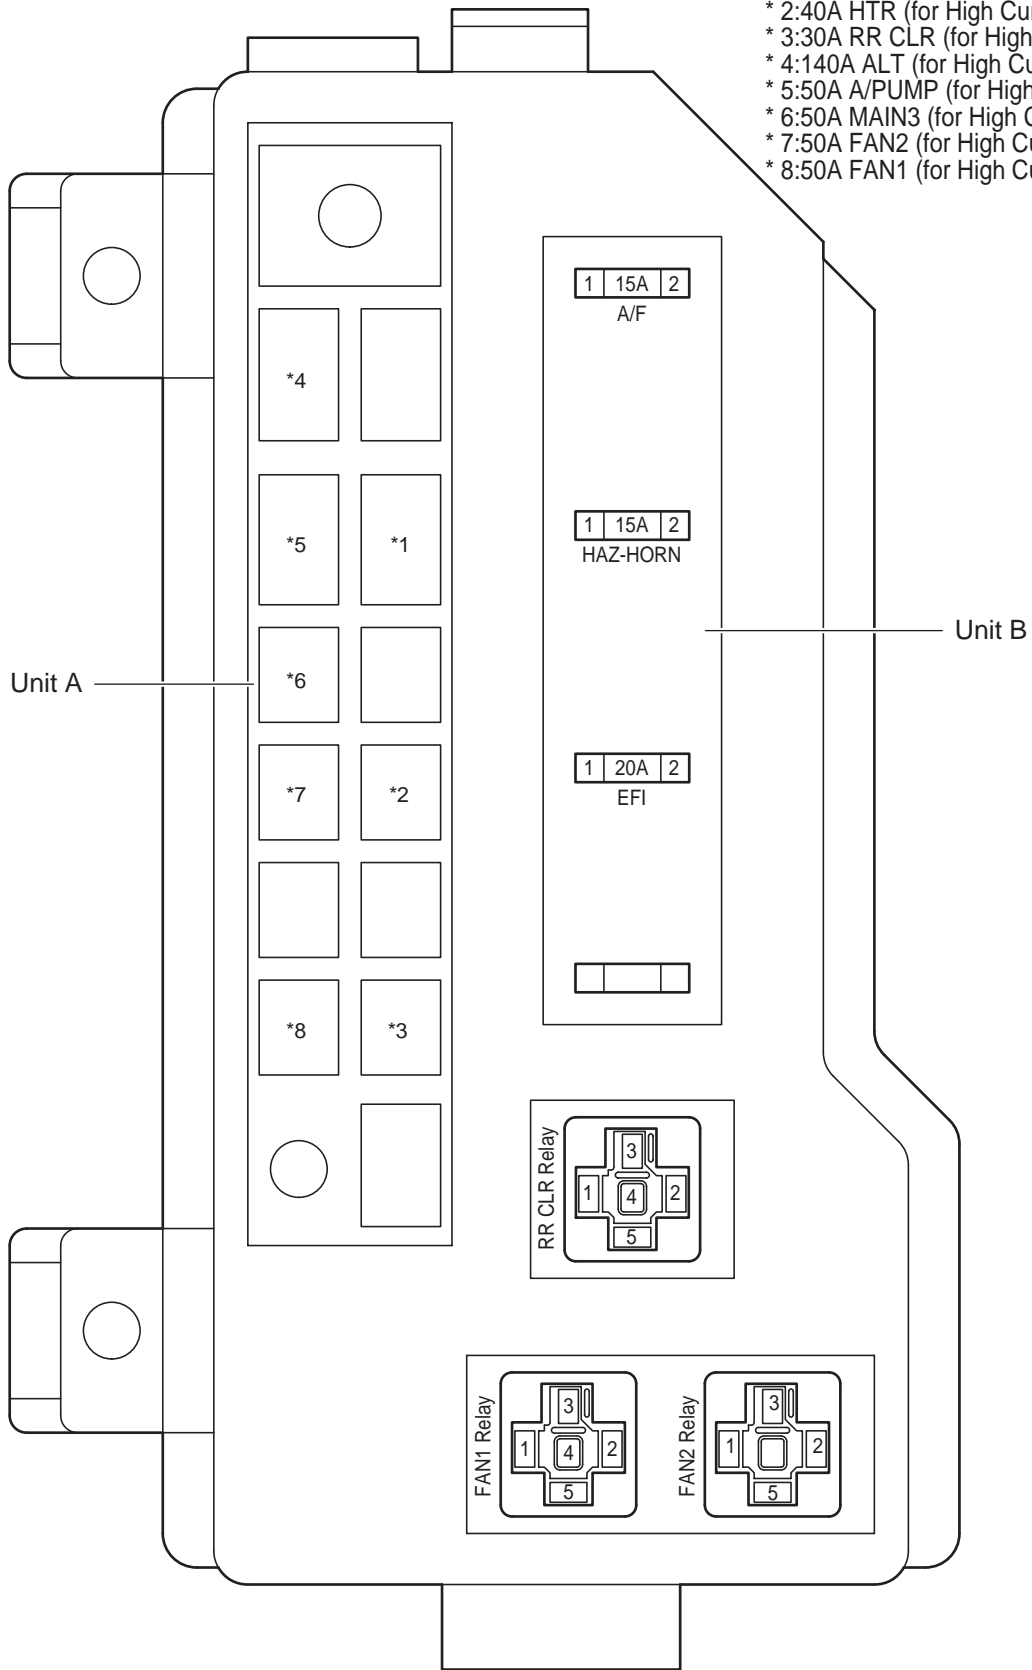 * 2:40A HTR (for High
* 3:30A RR CLR (for High
* 4:140A ALT (for High
* 5:50A A/PUMP (for High
* 6:50A MAIN3 (for High
* 7:50A FAN2 (for High
* 8:50A FAN1 (for High
1 15A 2
A/F
*4
1 15A 2
HAZ-HORN
*5 *1
Unit B
Unit A
*6
1 20A 2
EFI
*7 *2
*8 *3
RR CLR Relay
3
1 4 2
5
FAN1 Relay
3
1 4 2
5
FAN2 Relay
3
1 2
5